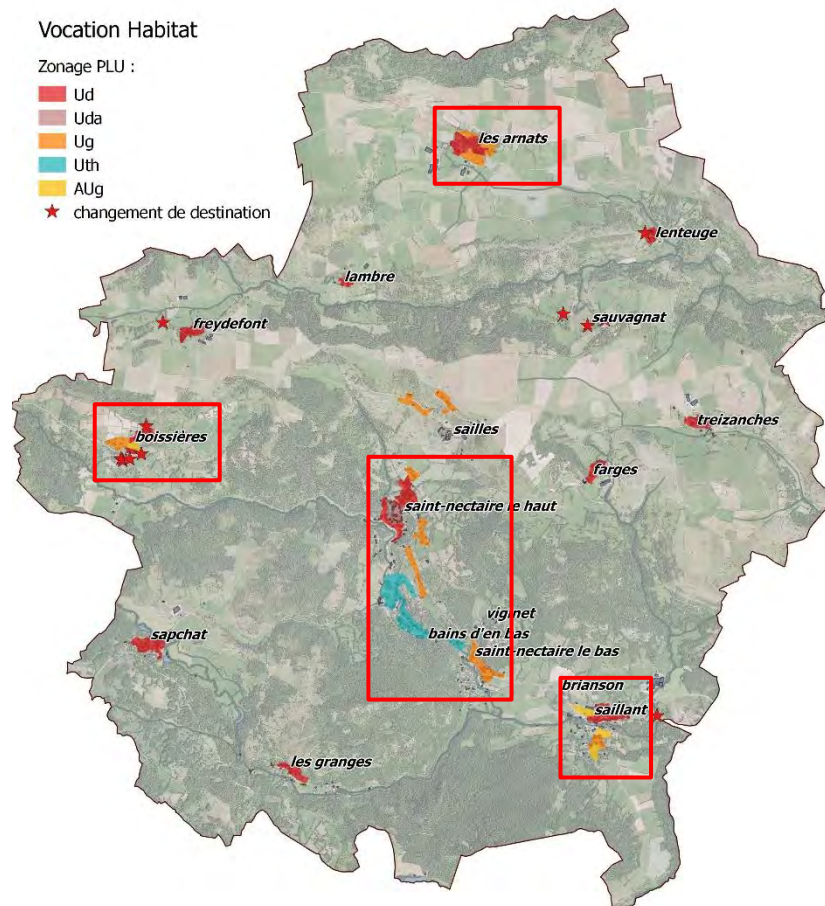 Vocation Habitat
Zonage PLU :
Ud
Uda
Ug
Uth
AUg
changement de destination
les arnats
lenteuge
lambre
sauvagnat
freydefont
treizanches
boissières
sailles
farges
saint-nectaire le haut
viginet
bains d'en bas
sapchat
saint-nectaire le bas
brianson
saillant
les granges